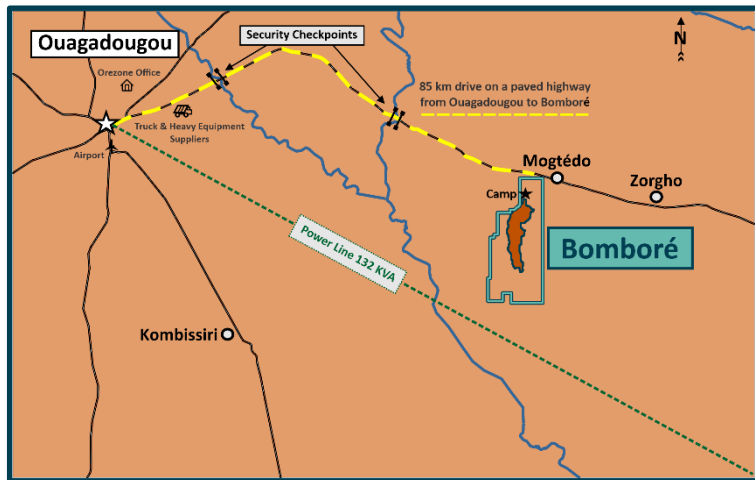 Ouagadougou
Orezone Office
Security Checkpoints
N
85 km drive on a paved highway
from Ouagadougou to Bomboré
Truck & Heavy Equipment
Suppliers
Airport
Mogtédo
Camp
Zorgho
Bomboré
Power Line 132 KVA
Kombissiri